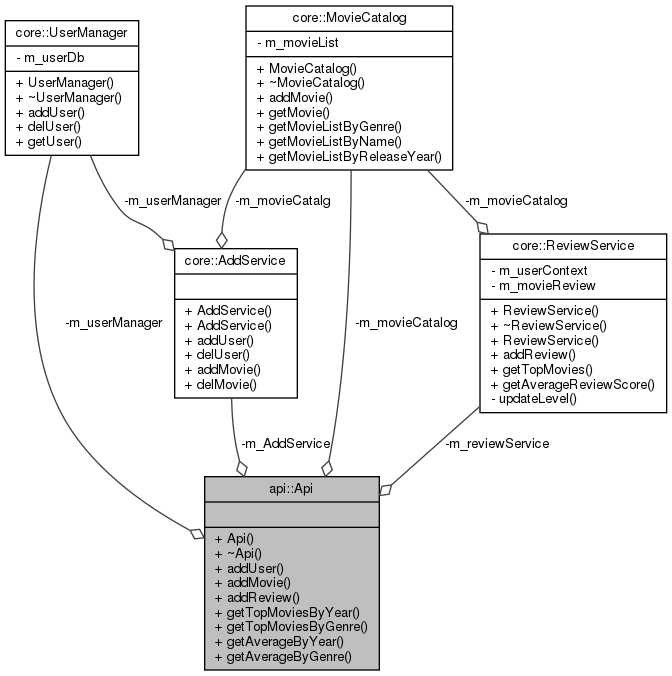 core::UserManager
- m_userDb
+ UserManager()
+ ~UserManager()
+ addUser()
+ delUser()
+ getUser()
core::MovieCatalog
- m_movieList
+ MovieCatalog()
+ ~MovieCatalog()
+ addMovie()
+ getMovie()
+ getMovieListByGenre()
+ getMovieListByName()
+ getMovieListByReleaseYear()
-m_userManager
-m_movieCatalg
-m_movieCatalog
core::AddService
+ AddService()
+ AddService()
+ addUser()
+ delUser()
+ addMovie()
+ delMovie()
core::ReviewService
- m_userContext
- m_movieReview
+ ReviewService()
+ ~ReviewService()
+ ReviewService()
+ addReview()
+ getTopMovies()
+ getAverageReviewScore()
- updateLevel()
-m_userManager
-m_movieCatalog
-m_AddService
-m_reviewService
api::Api
+ Api()
+ ~Api()
+ addUser()
+ addMovie()
+ addReview()
+ getTopMoviesByYear()
+ getTopMoviesByGenre()
+ getAverageByYear()
+ getAverageByGenre()